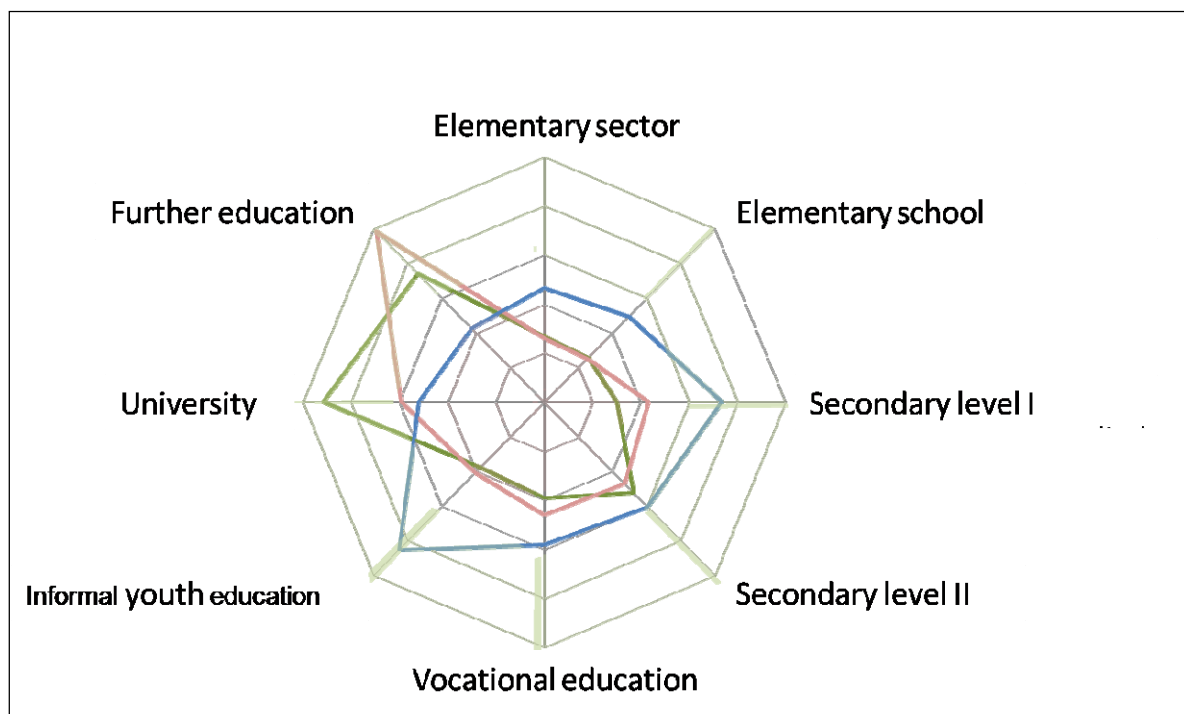 Elementary sector
Further education
Elementary school
University
Secondary level I
Informal youth education
Secondary level II
Vocational education